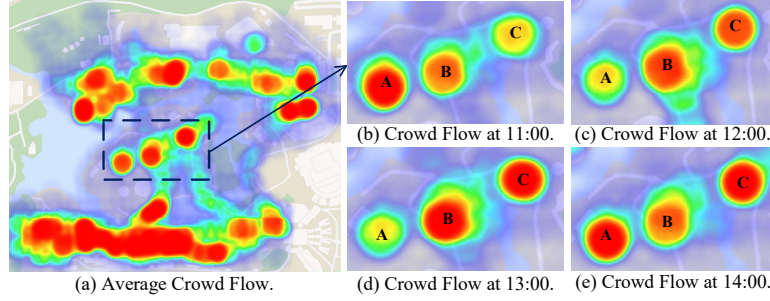 A
B
C
(b) Crowd Flow at 11:00.
A
B
C
(c) Crowd Flow at 12:00.
A
B
C
(d) Crowd Flow at 13:00.
A
B
C
(e) Crowd Flow at 14:00.
(a) Average Crowd Flow.